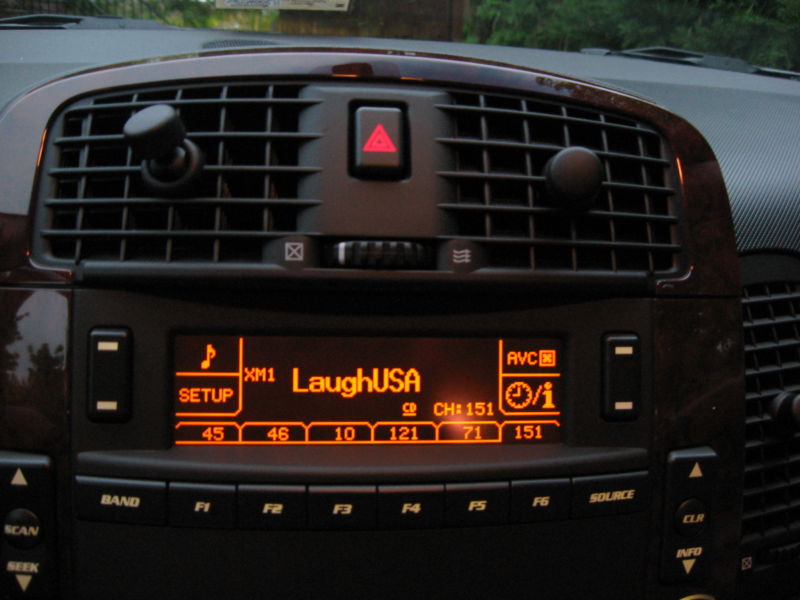 AVC
XM1 LaughUSA
SETUP
CD CH:151
45 46 10 121 71 151
BAND F1 F2 F3 F4 F5 F6 SOURCE
SCAN CLR
SEEK INFO